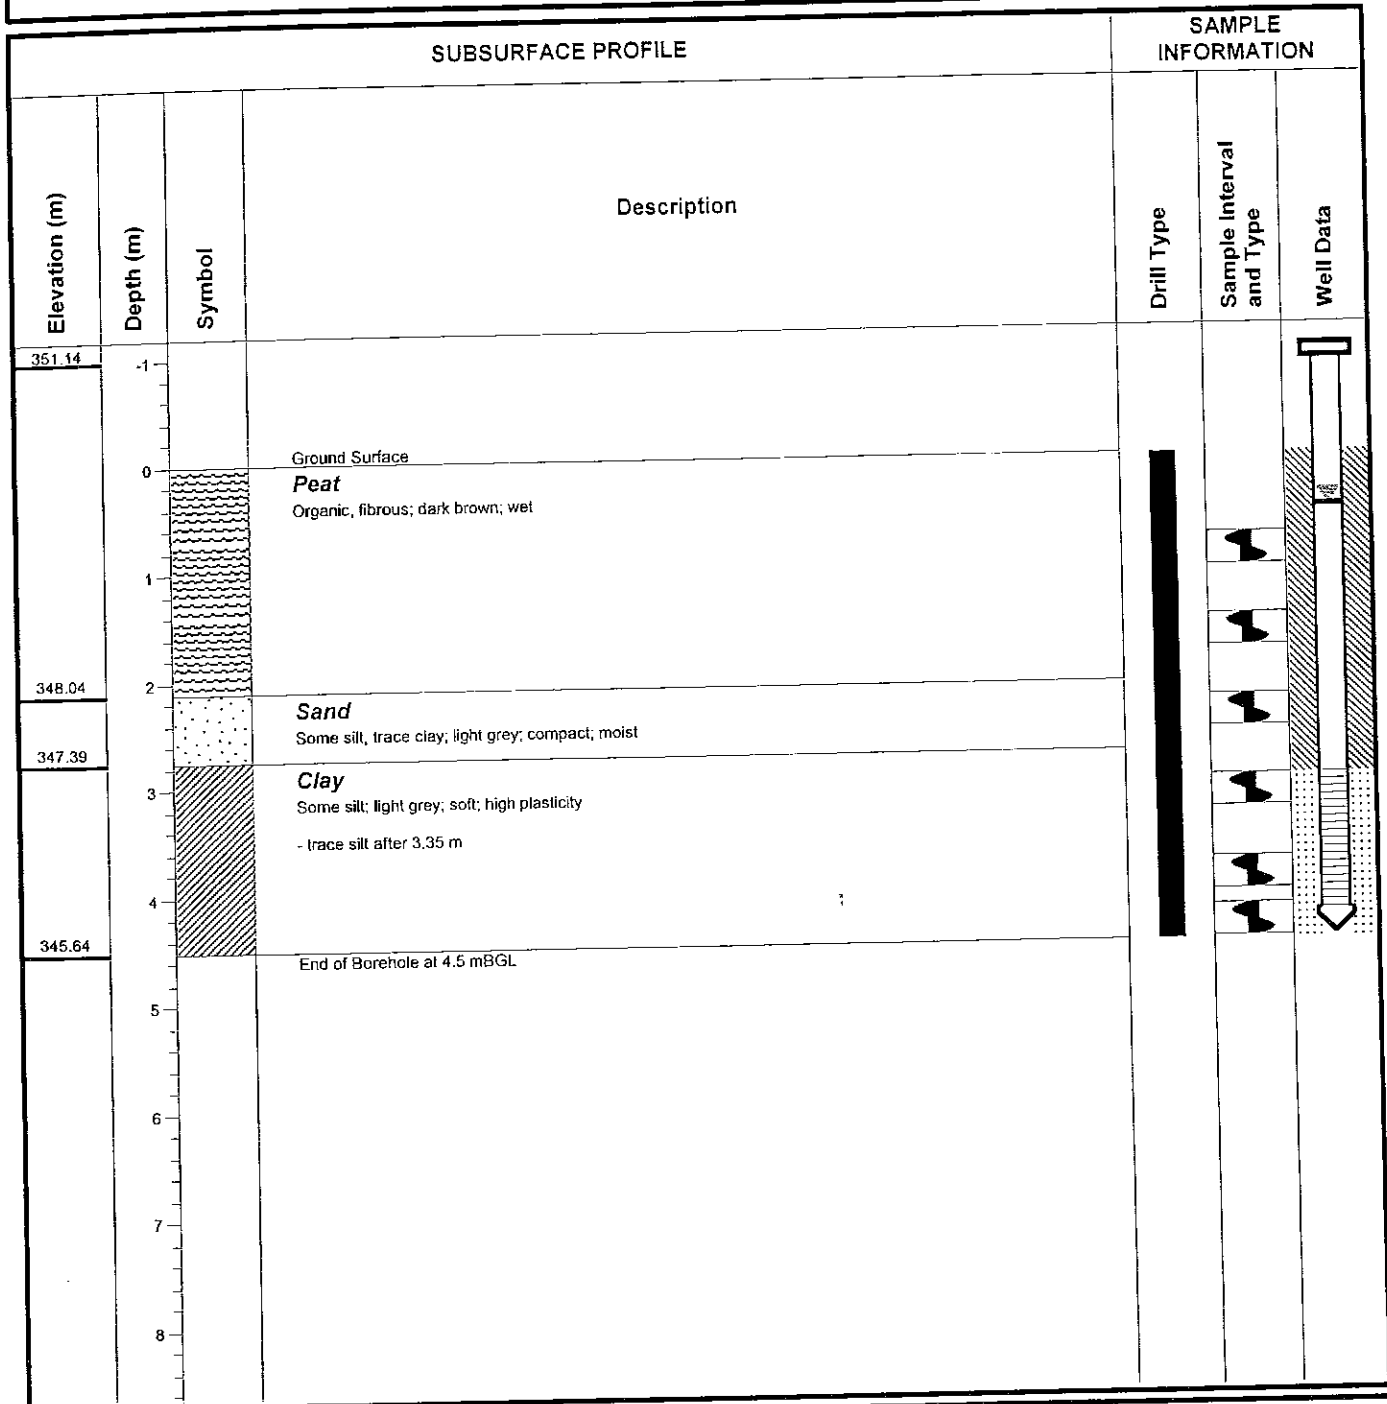 SUBSURFACE PROFILE
SAMPLE
INFORMATION
Elevation (m)
Depth (m)
Symbol
Description
Drill Type
Sample Interval
and Type
Well Data
351.14
-1
Ground Surface
0
Peat
Organic, fibrous; dark brown; wet
1
348.04
2
Sand
Some silt, trace clay; light grey; compact; moist
347.39
Clay
3
Some silt; light grey; soft; high plasticity
- trace silt after 3.35 m
4
345.64
End of Borehole at 4.5 mBGL
5
6
7
8